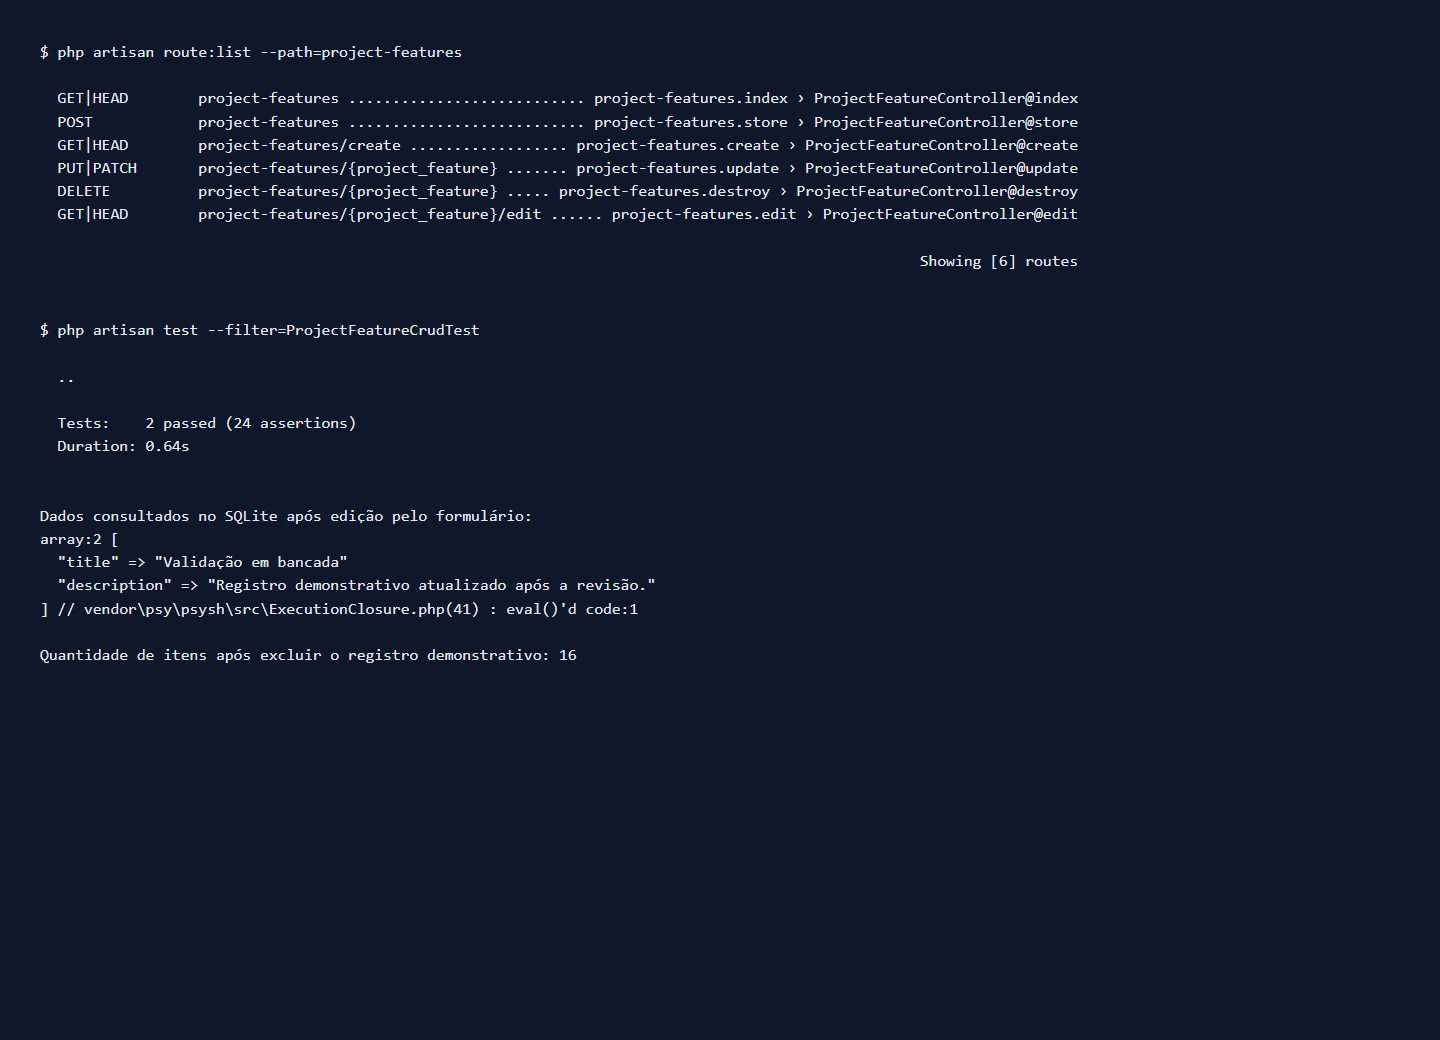 $ php artisan route:list --path=project-features
GET|HEAD        project-features ........................... project-features.index › ProjectFeatureController@index
POST            project-features ........................... project-features.store › ProjectFeatureController@store
GET|HEAD        project-features/create .................. project-features.create › ProjectFeatureController@create
PUT|PATCH       project-features/{project_feature} ....... project-features.update › ProjectFeatureController@update
DELETE          project-features/{project_feature} ..... project-features.destroy › ProjectFeatureController@destroy
GET|HEAD        project-features/{project_feature}/edit ...... project-features.edit › ProjectFeatureController@edit
Showing [6] routes
$ php artisan test --filter=ProjectFeatureCrudTest
..
Tests:    2 passed (24 assertions)
Duration: 0.64s
Dados consultados no SQLite após edição pelo formulário:
array:2 [
  "title" => "Validação em bancada"
  "description" => "Registro demonstrativo atualizado após a revisão."
] // vendor\psy\psysh\src\ExecutionClosure.php(41) : eval()'d code:1
Quantidade de itens após excluir o registro demonstrativo: 16